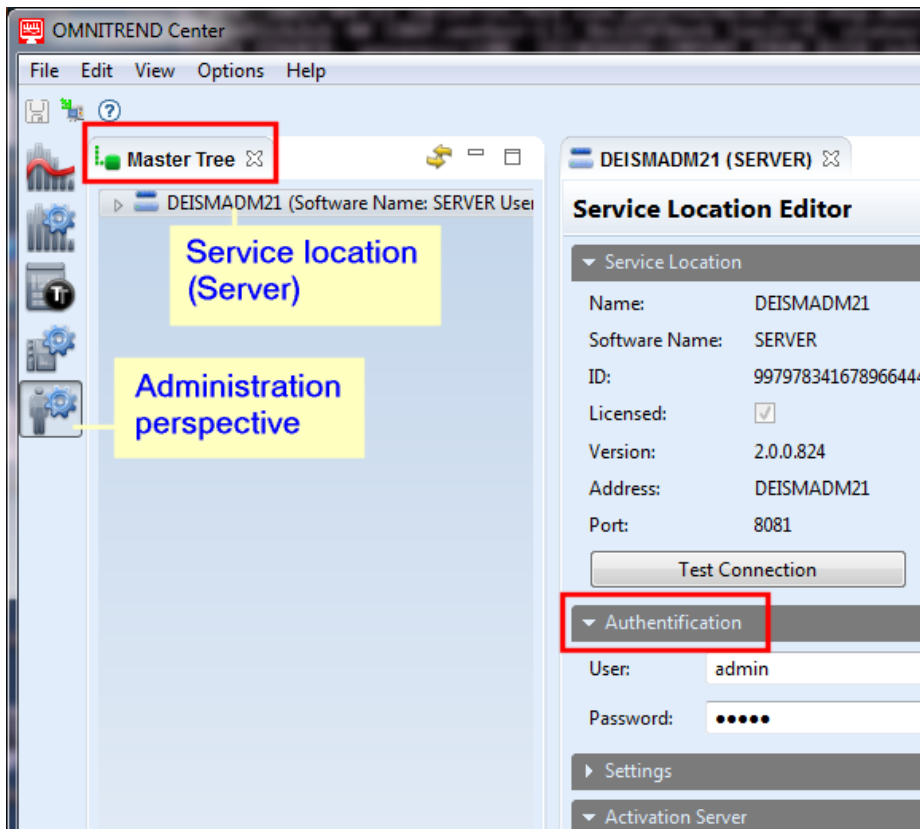 OMNITREND Center
File Edit View Options Help
Master Tree
DEISMADM21 (Software Name: SERVER User
Service location
(Server)
Administration
perspective
DEISMADM21 (SERVER)
Service Location Editor
Service Location
Name: DEISMADM21
Software Name: SERVER
ID: 99797834167896644
Licensed:
Version: 2.0.0.824
Address: DEISMADM21
Port: 8081
Test Connection
Authentification
User: admin
Password: •••••
Settings
Activation Server